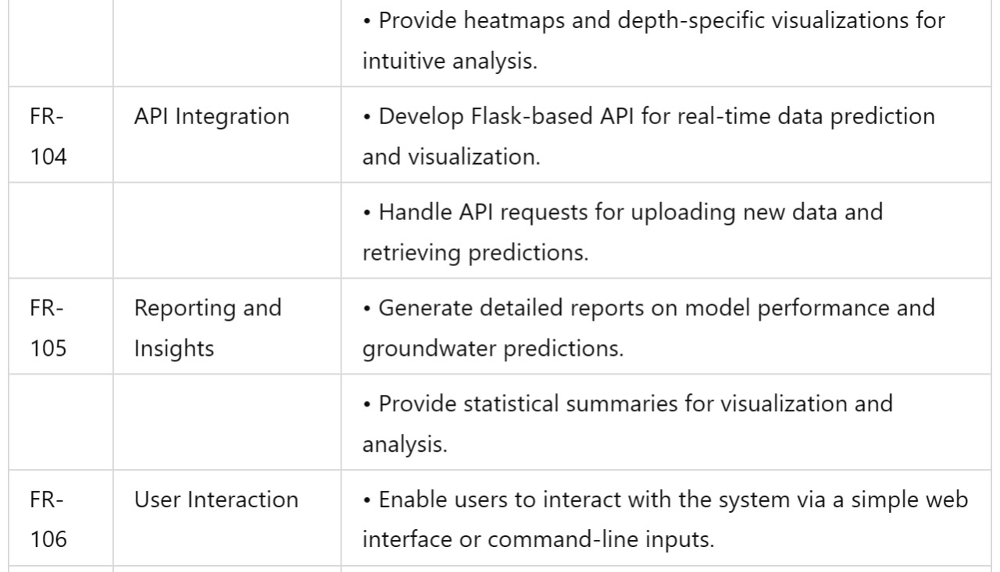 • Provide heatmaps and depth-specific visualizations for
intuitive analysis.
FR-
104
API Integration
• Develop Flask-based API for real-time data prediction
and visualization.
• Handle API requests for uploading new data and
retrieving predictions.
FR-
105
Reporting and
Insights
• Generate detailed reports on model performance and
groundwater predictions.
• Provide statistical summaries for visualization and
analysis.
FR-
106
User Interaction
• Enable users to interact with the system via a simple web
interface or command-line inputs.